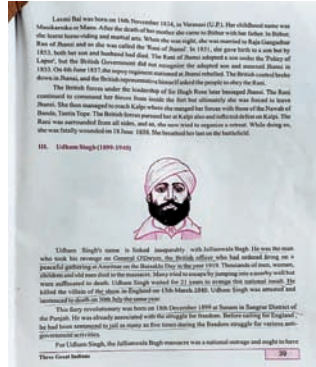 Laxmi Bai was born on 16th November 1834, in Varanasi (U.P.). Her childhood name was
Manikarnika or Manu. After the death of her mother she came to Bithur with her father. In Bithur,
she learnt horse-riding and martial arts. When she was eight, she was married to Raja Gangadhar
Rao of Jhansi and so she was called the 'Rani of Jhansi'. In 1851, she gave birth to a son but by
1853, both her son and husband had died. The Rani of Jhansi adopted a son under the 'Policy of
Lapse', but the British Government did not recognize the adopted son and annexed Jhansi in
1853. On 6th June 1857, the sepoy regiment stationed at Jhansi rebelled. The British control broke
down in Jhansi, and the British representative himself asked the people to obey the Rani.
The British forces under the leadership of Sir Hugh Rose later besieged Jhansi. The Rani
continued to command her forces from inside the fort but ultimately she was forced to leave
Jhansi. She then managed to reach Kalpi where she merged her forces with those of the Nawab of
Banda, Tantia Tope. The British forces pursued her at Kalpi also and inflicted defeat on Kalpi. The
Rani was surrounded from all sides, and so, she now tried to organise a retreat. While doing so,
she was fatally wounded on 18 June 1858. She breathed her last on the battlefield.
III. Udham Singh (1899-1940)
Udham Singh's name is linked inseparably with Jallianwala Bagh. He was the man
who took his revenge on General O'Dwyer, the British officer who had ordered firing on a
peaceful gathering at Amritsar on the Baisakhi Day in the year 1919. Thousands of men, women,
children and old men died in the massacre. Many tried to escape by jumping into a nearby well but
were suffocated to death. Udham Singh waited for 21 years to avenge this national insult. He
killed the villain of the show in England on 13th March 1940. Udham Singh was arrested and
sentenced to death on 30th July the same year.
This fiery revolutionary was born on 18th December 1899 at Sunam in Sangrur District of
the Punjab. He was already associated with the struggle for freedom. Before sailing for England,
he had been sentenced to jail as many as five times during the freedom struggle for various anti-
government activities.
For Udham Singh, the Jallianwala Bagh massacre was a national outrage and ought to have
Three Great Indians
39